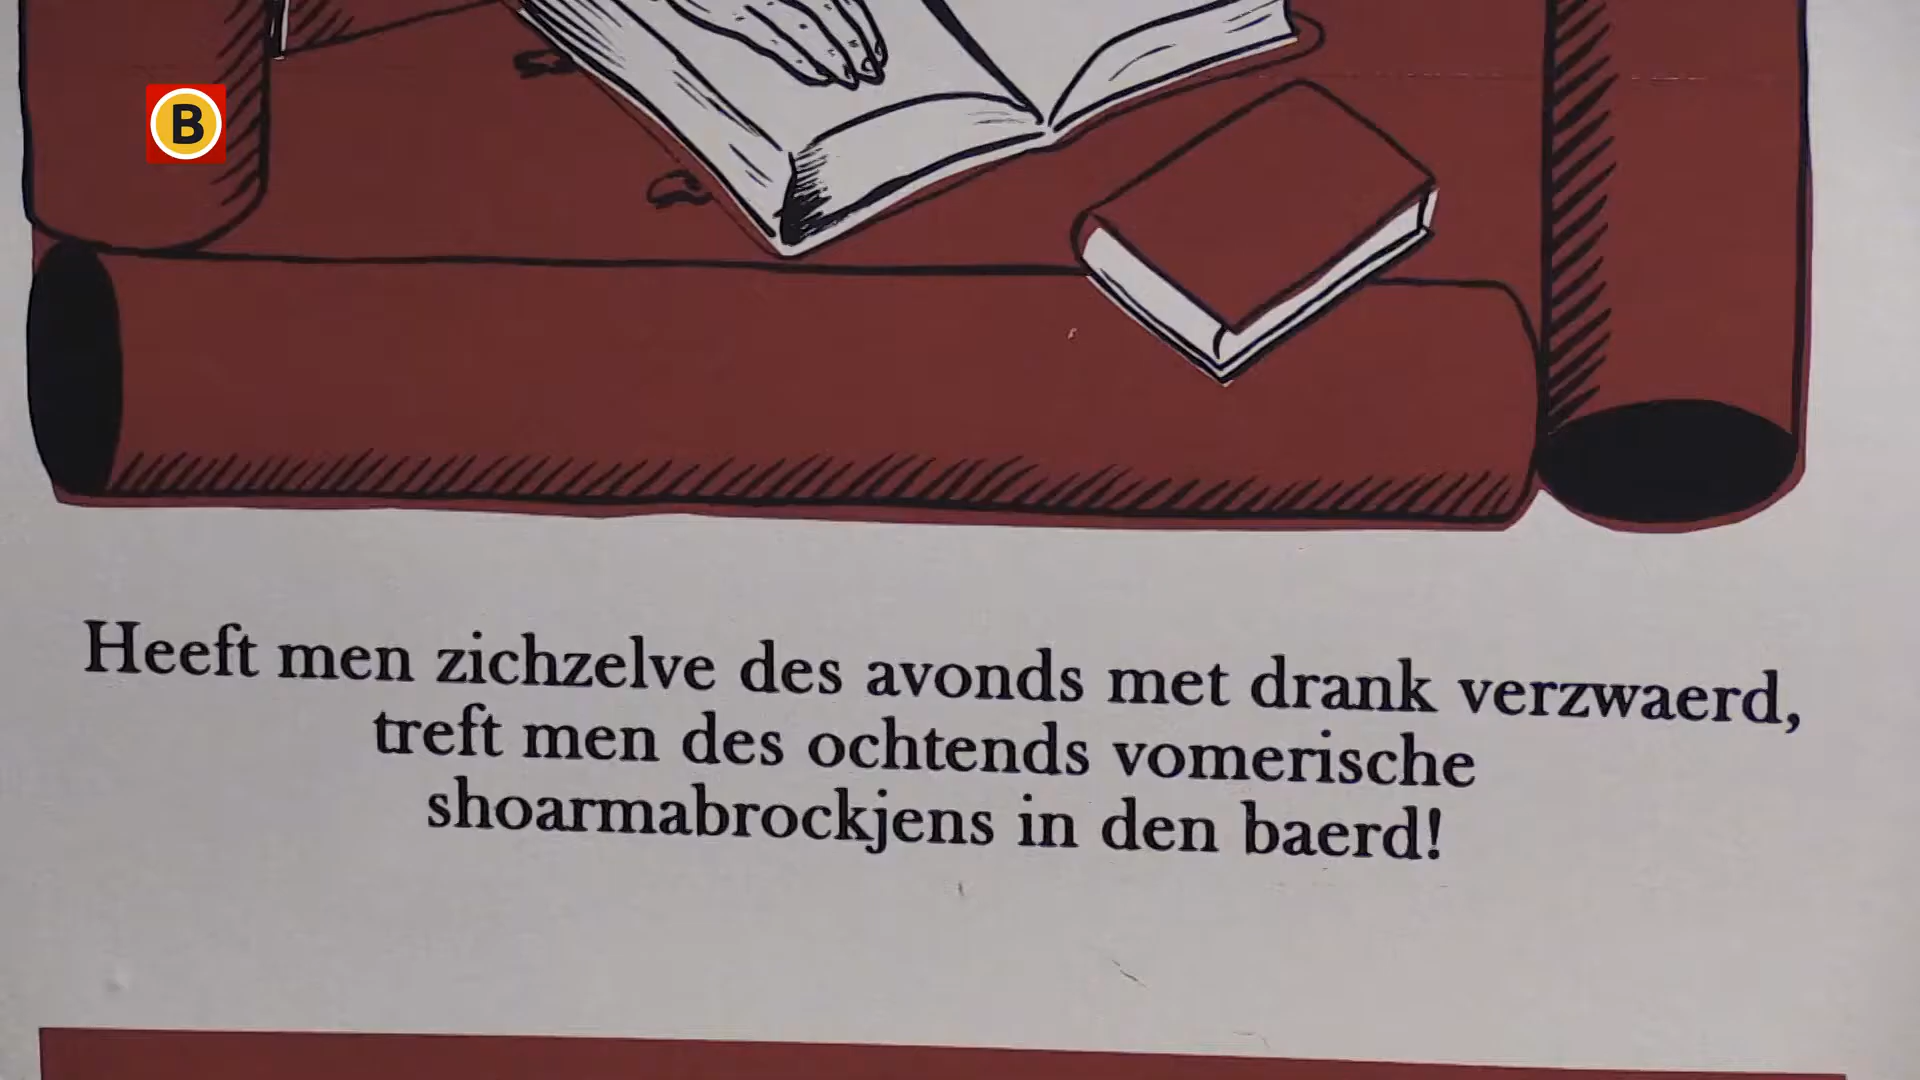 B
Heeft men zichzelve des avonds met drank verzwaerd,
treft men des ochtends vomerische
shoarmabrockjens in den baerd!